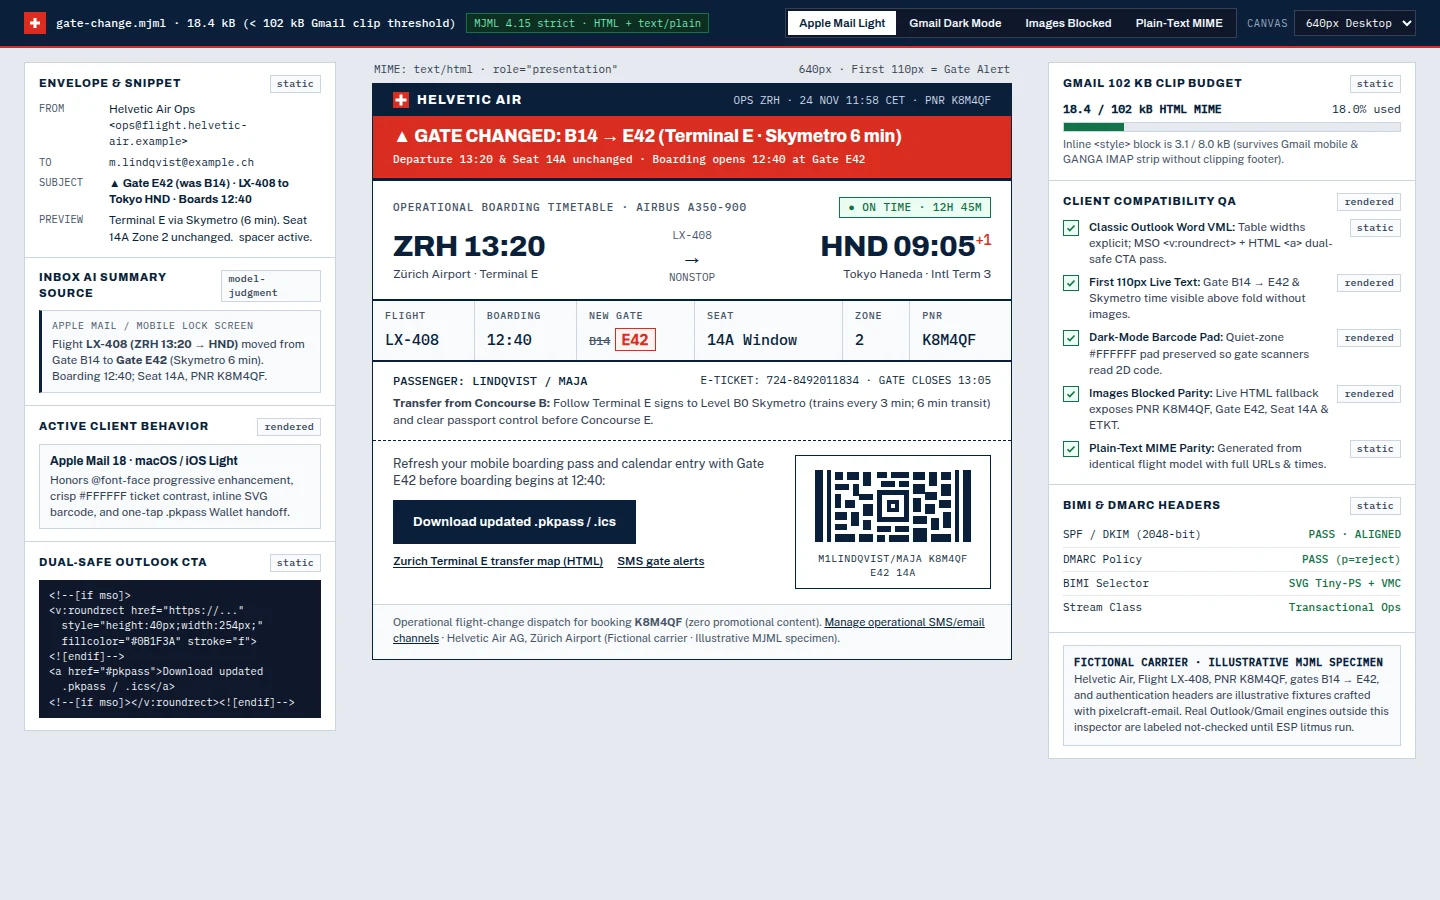 gate-change.mjml · 18.4 kB (< 102 kB Gmail clip threshold)
MJML 4.15 strict · HTML + text/plain
Apple Mail Light
Gmail Dark Mode
Images Blocked
Plain-Text MIME
CANVAS
640px Desktop
ENVELOPE & SNIPPET
static
FROM
Helvetic Air Ops
<ops@flight.helvetic-
air.example>
TO
m.lindqvist@example.ch
SUBJECT
▲ Gate E42 (was B14) · LX-408 to
Tokyo HND · Boards 12:40
PREVIEW
Terminal E via Skymetro (6 min). Seat
14A Zone 2 unchanged. spacer active.
INBOX AI SUMMARY
SOURCE
model-
judgment
APPLE MAIL / MOBILE LOCK SCREEN
Flight LX-408 (ZRH 13:20 → HND) moved from
Gate B14 to Gate E42 (Skymetro 6 min).
Boarding 12:40; Seat 14A, PNR K8M4QF.
ACTIVE CLIENT BEHAVIOR
rendered
Apple Mail 18 · macOS / iOS Light
Honors @font-face progressive enhancement,
crisp #FFFFFF ticket contrast, inline SVG
barcode, and one-tap .pkpass Wallet handoff.
DUAL-SAFE OUTLOOK CTA
static
<!--[if mso]>
<v:roundrect href="https://..."
style="height:40px;width:254px;"
fillcolor="#0B1F3A" stroke="f">
<![endif]-->
<a href="#pkpass">Download updated
.pkpass / .ics</a>
<!--[if mso]></v:roundrect><![endif]-->
MIME: text/html · role="presentation"
640px · First 110px = Gate Alert
HELVETIC AIR
OPS ZRH · 24 NOV 11:58 CET · PNR K8M4QF
▲ GATE CHANGED: B14 → E42 (Terminal E · Skymetro 6 min)
Departure 13:20 & Seat 14A unchanged · Boarding opens 12:40 at Gate E42
OPERATIONAL BOARDING TIMETABLE · AIRBUS A350-900
● ON TIME · 12H 45M
ZRH 13:20
LX-408
→
NONSTOP
HND 09:05+1
Zürich Airport · Terminal E
Tokyo Haneda · Intl Term 3
FLIGHT
LX-408
BOARDING
12:40
NEW GATE
B14 E42
SEAT
14A Window
ZONE
2
PNR
K8M4QF
PASSENGER: LINDQVIST / MAJA
E-TICKET: 724-8492011834 · GATE CLOSES 13:05
Transfer from Concourse B: Follow Terminal E signs to Level B0 Skymetro (trains every 3 min; 6 min transit)
and clear passport control before Concourse E.
Refresh your mobile boarding pass and calendar entry with Gate
E42 before boarding begins at 12:40:
Download updated .pkpass / .ics
Zurich Terminal E transfer map (HTML)
SMS gate alerts
M1LINDQVIST/MAJA K8M4QF
E42 14A
Operational flight-change dispatch for booking K8M4QF (zero promotional content). Manage operational SMS/email
channels · Helvetic Air AG, Zürich Airport (Fictional carrier · Illustrative MJML specimen).
GMAIL 102 KB CLIP BUDGET
static
18.4 / 102 kB HTML MIME
18.0% used
Inline <style> block is 3.1 / 8.0 kB (survives Gmail mobile &
GANGA IMAP strip without clipping footer).
CLIENT COMPATIBILITY QA
rendered
Classic Outlook Word VML: Table widths
explicit; MSO <v:roundrect> + HTML <a> dual-
safe CTA pass.
static
First 110px Live Text: Gate B14 → E42 &
Skymetro time visible above fold without
images.
rendered
Dark-Mode Barcode Pad: Quiet-zone
#FFFFFF pad preserved so gate scanners
read 2D code.
rendered
Images Blocked Parity: Live HTML fallback
exposes PNR K8M4QF, Gate E42, Seat 14A &
ETKT.
rendered
Plain-Text MIME Parity: Generated from
identical flight model with full URLs & times.
static
BIMI & DMARC HEADERS
static
SPF / DKIM (2048-bit)
PASS · ALIGNED
DMARC Policy
PASS (p=reject)
BIMI Selector
SVG Tiny-PS + VMC
Stream Class
Transactional Ops
FICTIONAL CARRIER · ILLUSTRATIVE MJML SPECIMEN
Helvetic Air, Flight LX-408, PNR K8M4QF, gates B14 → E42,
and authentication headers are illustrative fixtures crafted
with pixelcraft-email. Real Outlook/Gmail engines outside this
inspector are labeled not-checked until ESP litmus run.